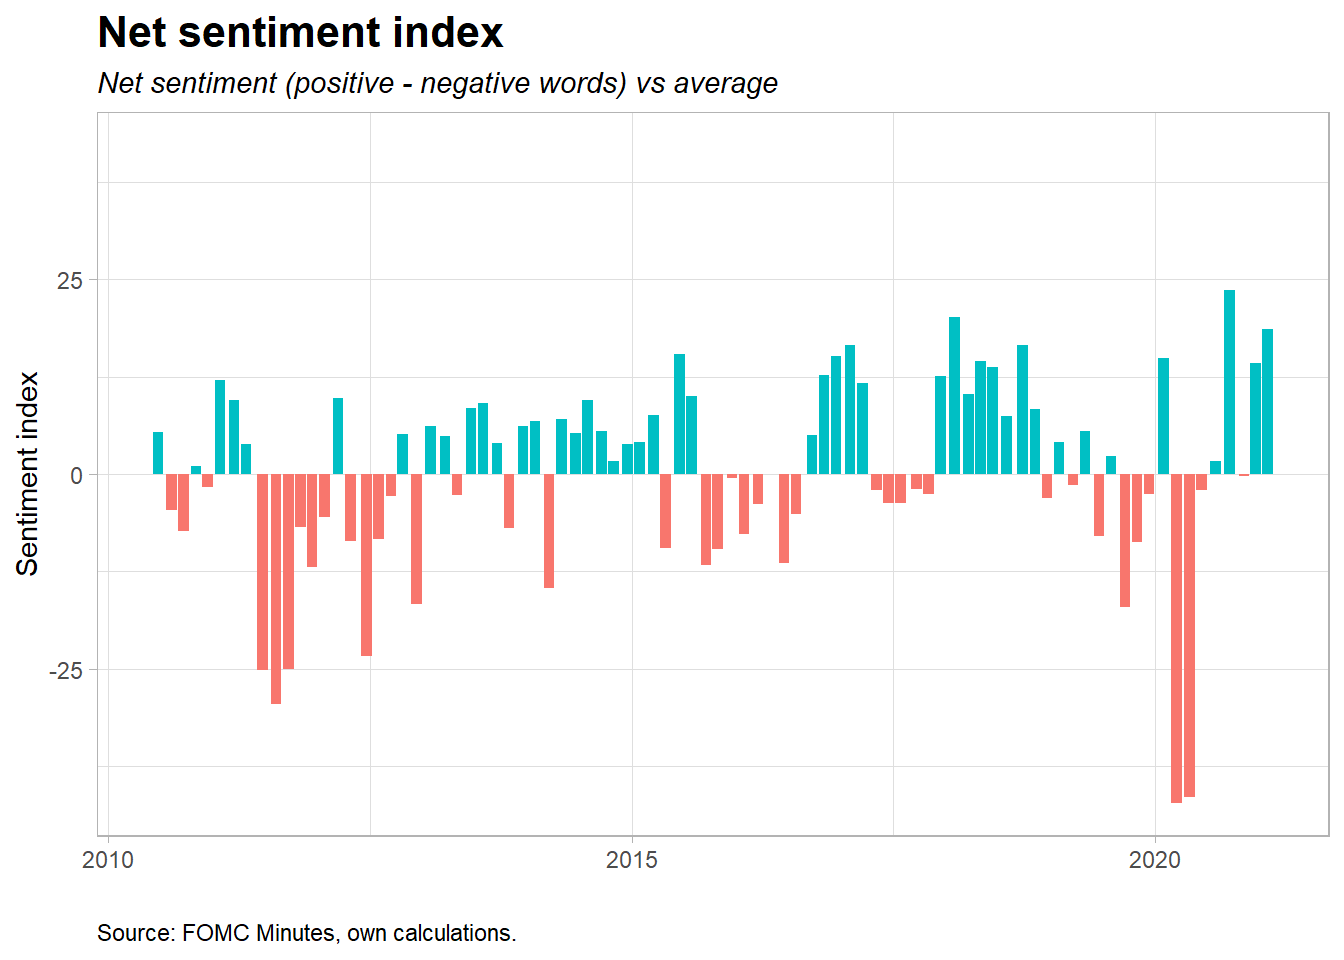 Net sentiment index
Net sentiment (positive - negative words) vs average
Sentiment index
25
0
-25
2010
2015
2020
Source: FOMC Minutes, own calculations.